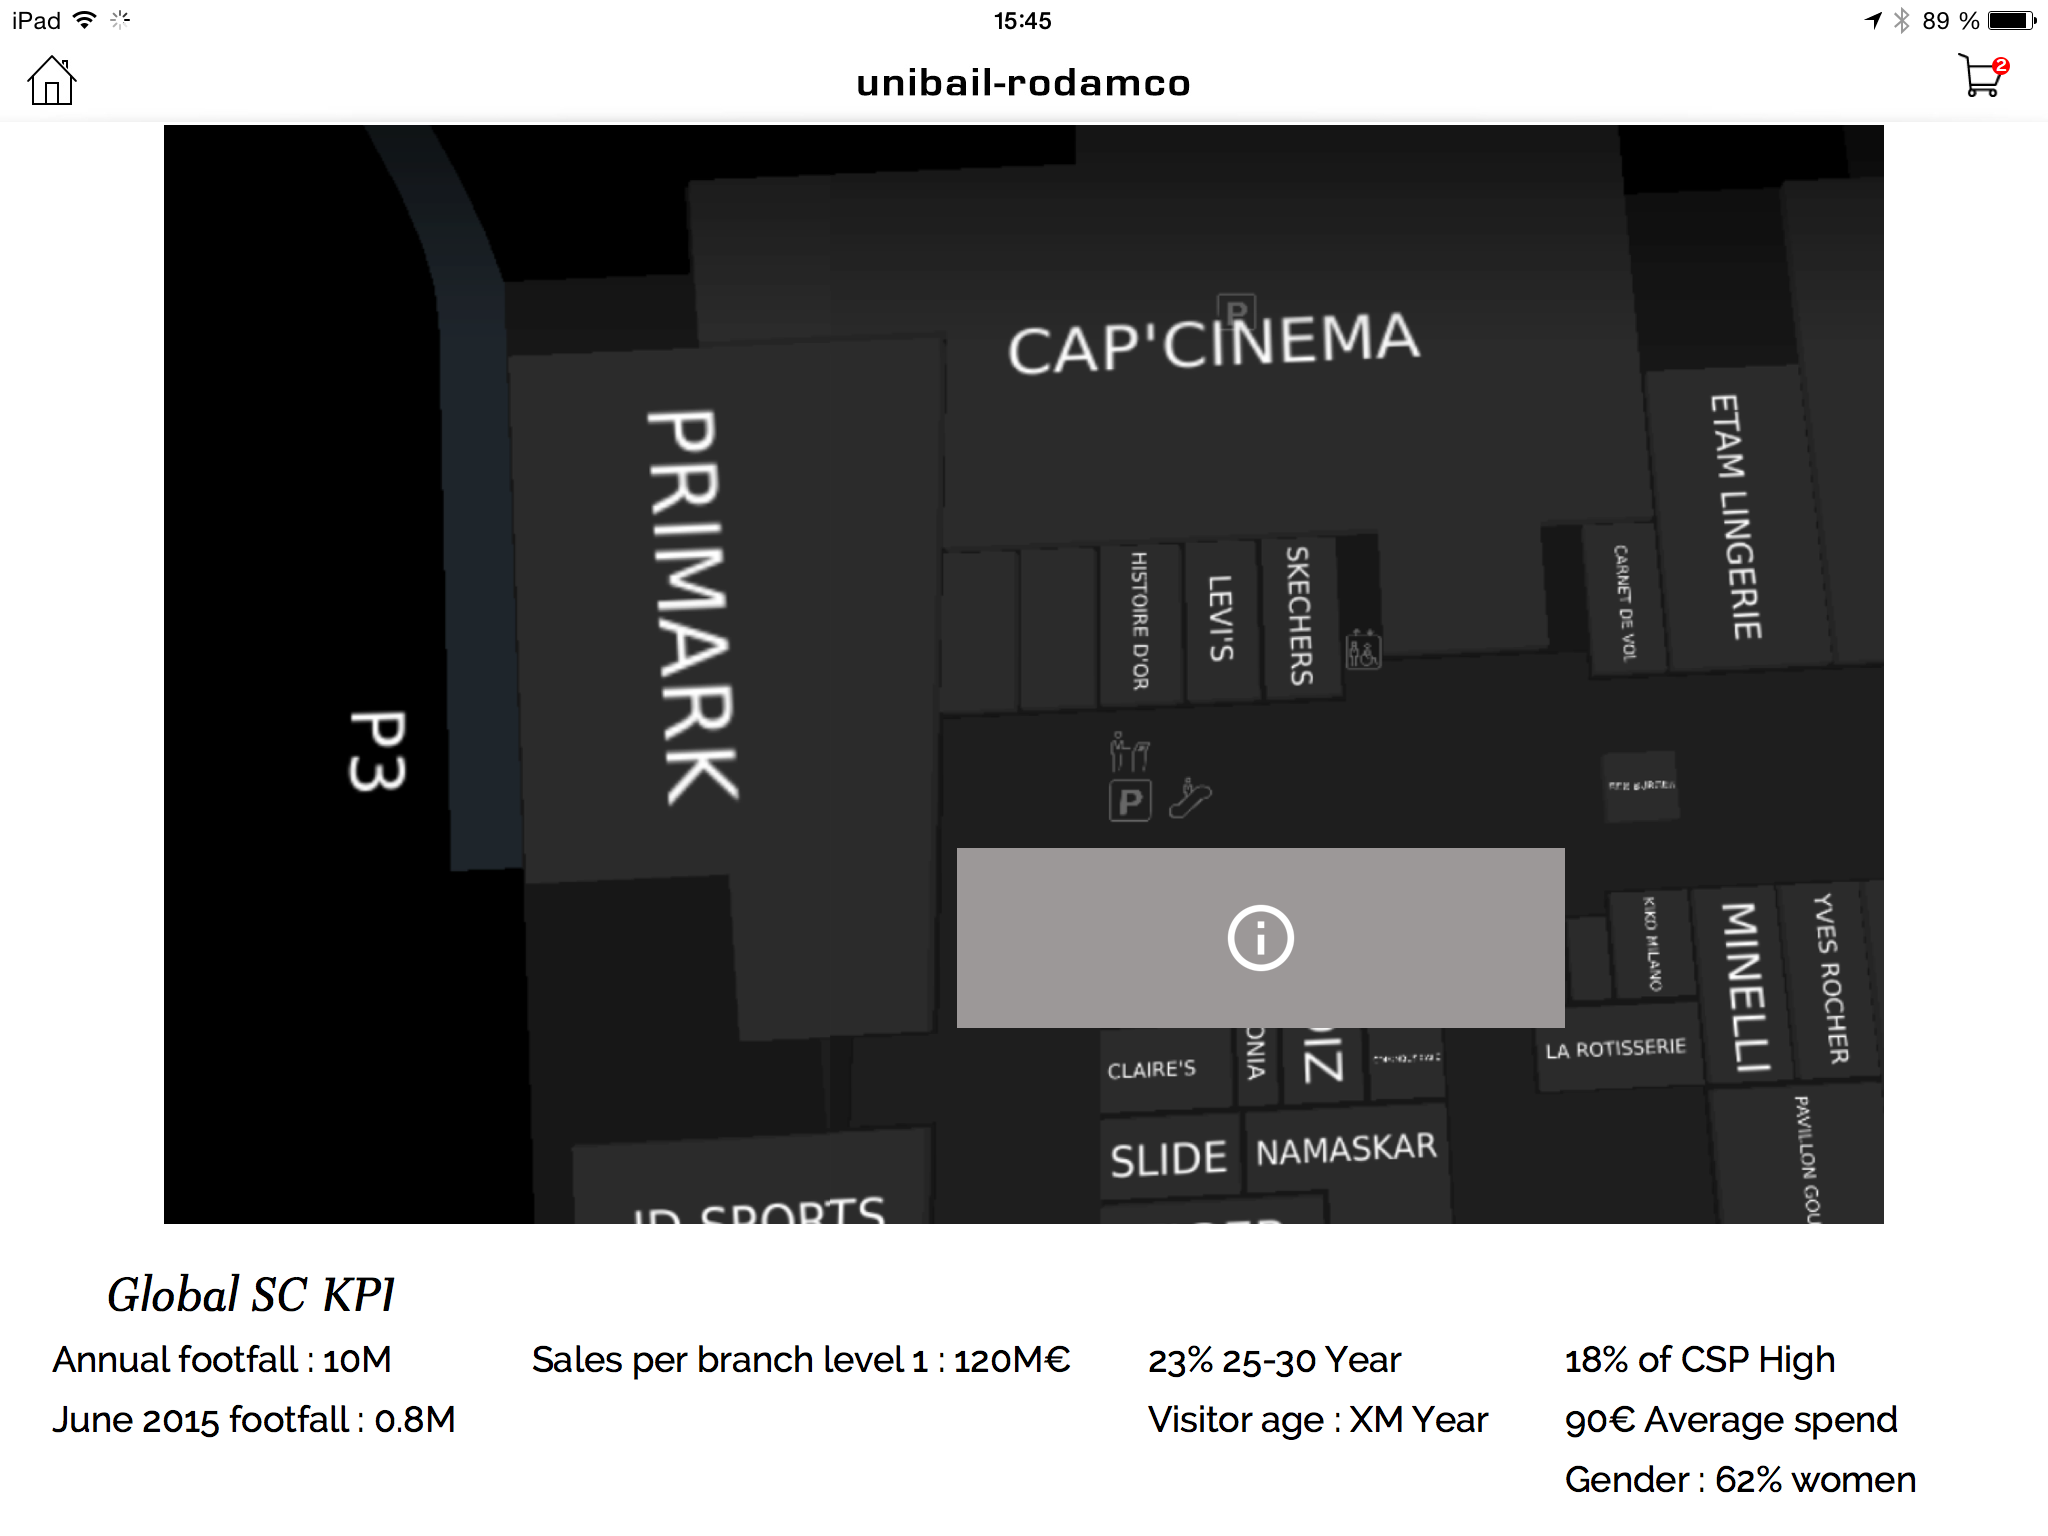 iPad 15:45 89 %
unibail-rodamco
2
P
CAP'CINEMA
PRIMARK
ETAM LINGERIE
HISTOIRE D'OR
LEVI'S
SKECHERS
CARNET DE VOL
P3
P
KIKO MILANO
MINELLI
YVES ROCHER
CLAIRE'S
ONIA
OIZ
LA ROTISSERIE
SLIDE
NAMASKAR
PAVILLON GOU
JD SPORTS
Global SC KPI
Annual footfall : 10M
Sales per branch level 1 : 120M€
23% 25-30 Year
18% of CSP High
June 2015 footfall : 0.8M
Visitor age : XM Year
90€ Average spend
Gender : 62% women